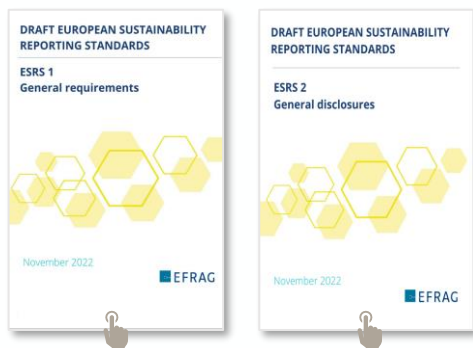 DRAFT EUROPEAN SUSTAINABILITY
REPORTING STANDARDS
ESRS 1
General requirements
November 2022
EFRAG
DRAFT EUROPEAN SUSTAINABILITY
REPORTING STANDARDS
ESRS 2
General disclosures
November 2022
EFRAG